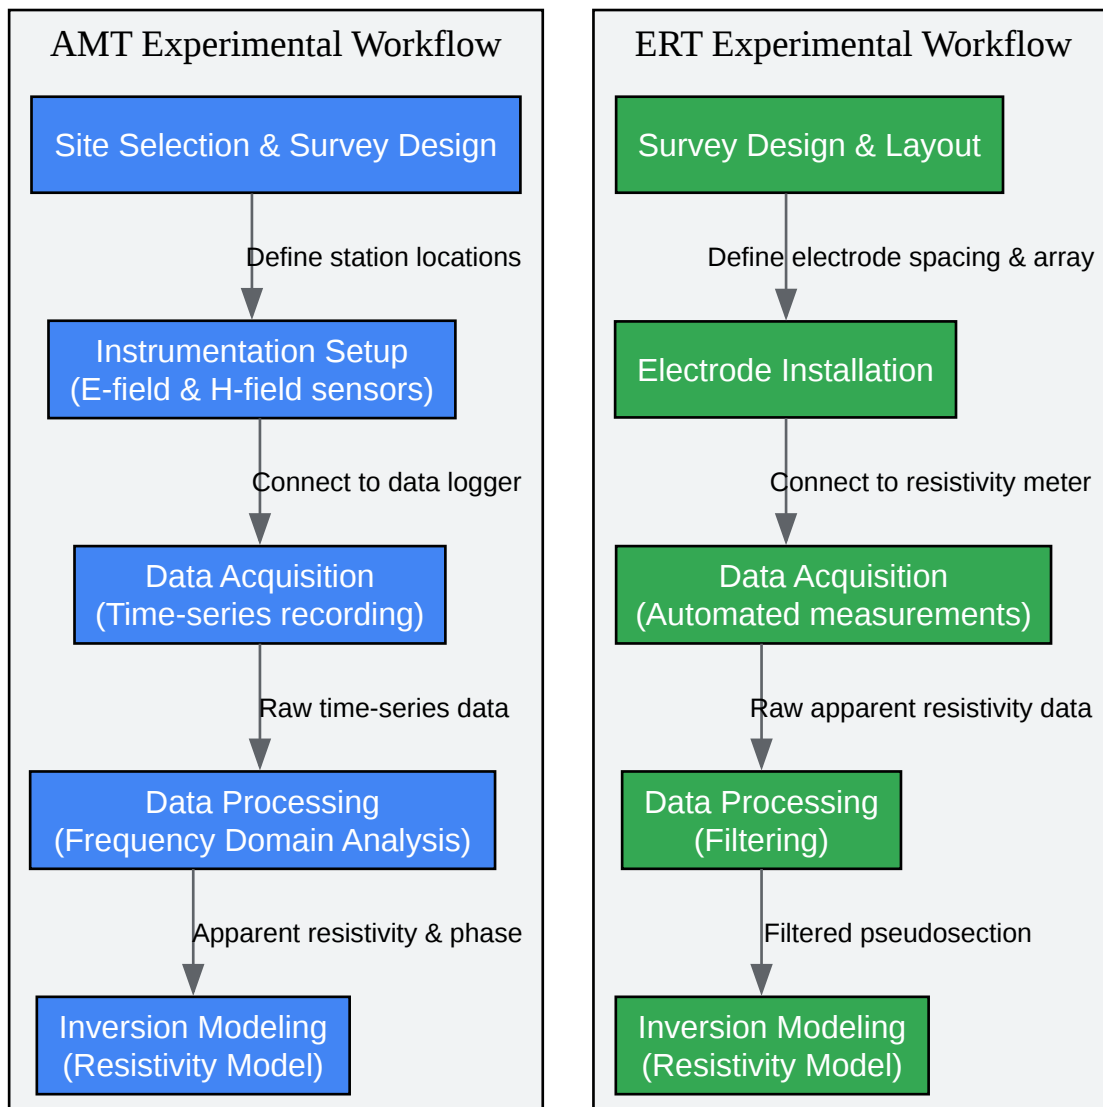 AMT Experimental Workflow
Site Selection & Survey Design
Define station locations
Instrumentation Setup
(E-field & H-field sensors)
Connect to data logger
Data Acquisition
(Time-series recording)
Raw time-series data
Data Processing
(Frequency Domain Analysis)
Apparent resistivity & phase
Inversion Modeling
(Resistivity Model)
ERT Experimental Workflow
Survey Design & Layout
Define electrode spacing & array
Electrode Installation
Connect to resistivity meter
Data Acquisition
(Automated measurements)
Raw apparent resistivity data
Data Processing
(Filtering)
Filtered pseudosection
Inversion Modeling
(Resistivity Model)